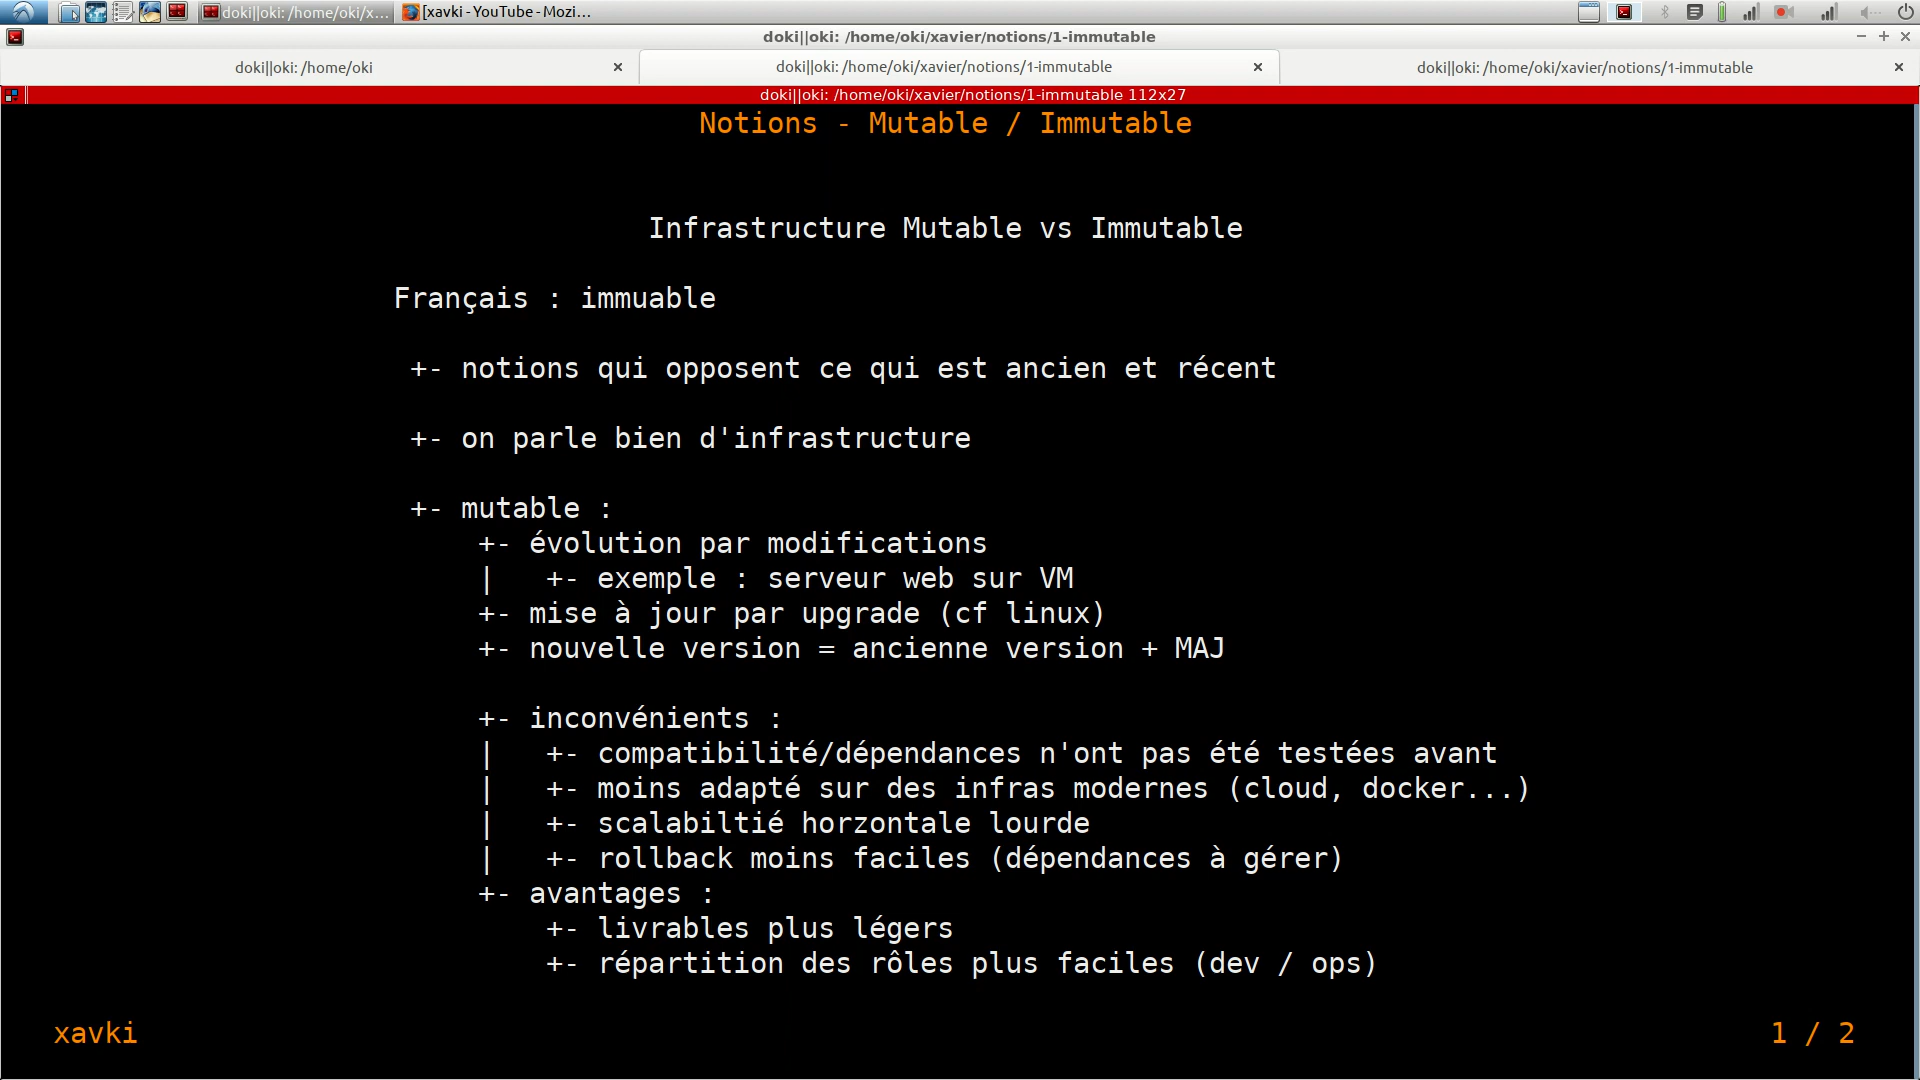 doki||oki: /home/oki/x... [xavki - YouTube - Mozi...
doki||oki: /home/oki/xavier/notions/1-immutable
doki||oki: /home/oki doki||oki: /home/oki/xavier/notions/1-immutable doki||oki: /home/oki/xavier/notions/1-immutable
doki||oki: /home/oki/xavier/notions/1-immutable 112x27
Notions - Mutable / Immutable
Infrastructure Mutable vs Immutable
Français : immuable
+- notions qui opposent ce qui est ancien et récent
+- on parle bien d'infrastructure
+- mutable :
+- évolution par modifications
|   +- exemple : serveur web sur VM
+- mise à jour par upgrade (cf linux)
+- nouvelle version = ancienne version + MAJ
+- inconvénients :
|   +- compatibilité/dépendances n'ont pas été testées avant
|   +- moins adapté sur des infras modernes (cloud, docker...)
|   +- scalabiltié horzontale lourde
|   +- rollback moins faciles (dépendances à gérer)
+- avantages :
+- livrables plus légers
+- répartition des rôles plus faciles (dev / ops)
xavki 1 / 2